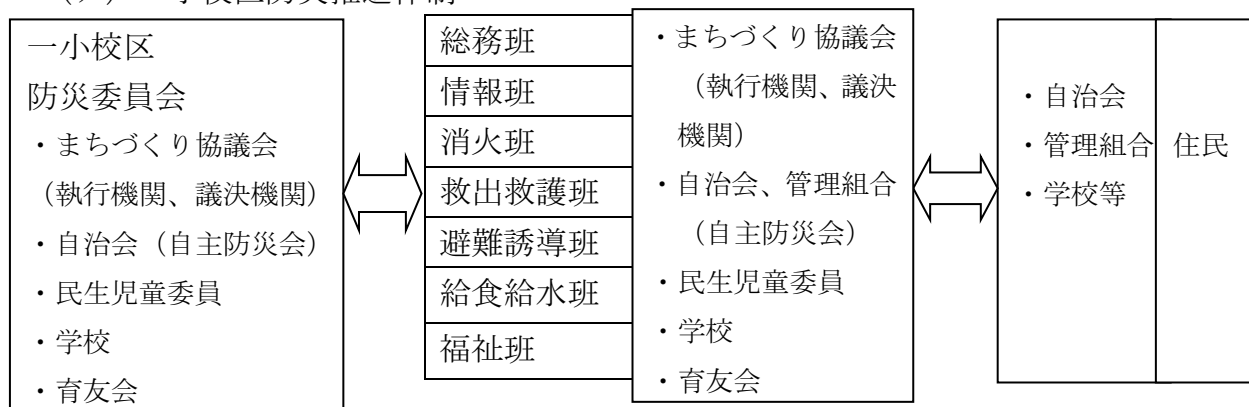 一小校区
防災委員会
・まちづくり協議会
（執行機関、議決機関）
・自治会（自主防災会）
・民生児童委員
・学校
・育友会
総務班
情報班
消火班
救出救護班
避難誘導班
給食給水班
福祉班
・まちづくり協議会
（執行機関、議決
機関）
・自治会、管理組合
（自主防災会）
・民生児童委員
・学校
・育友会
・自治会
・管理組合
・学校等
住民